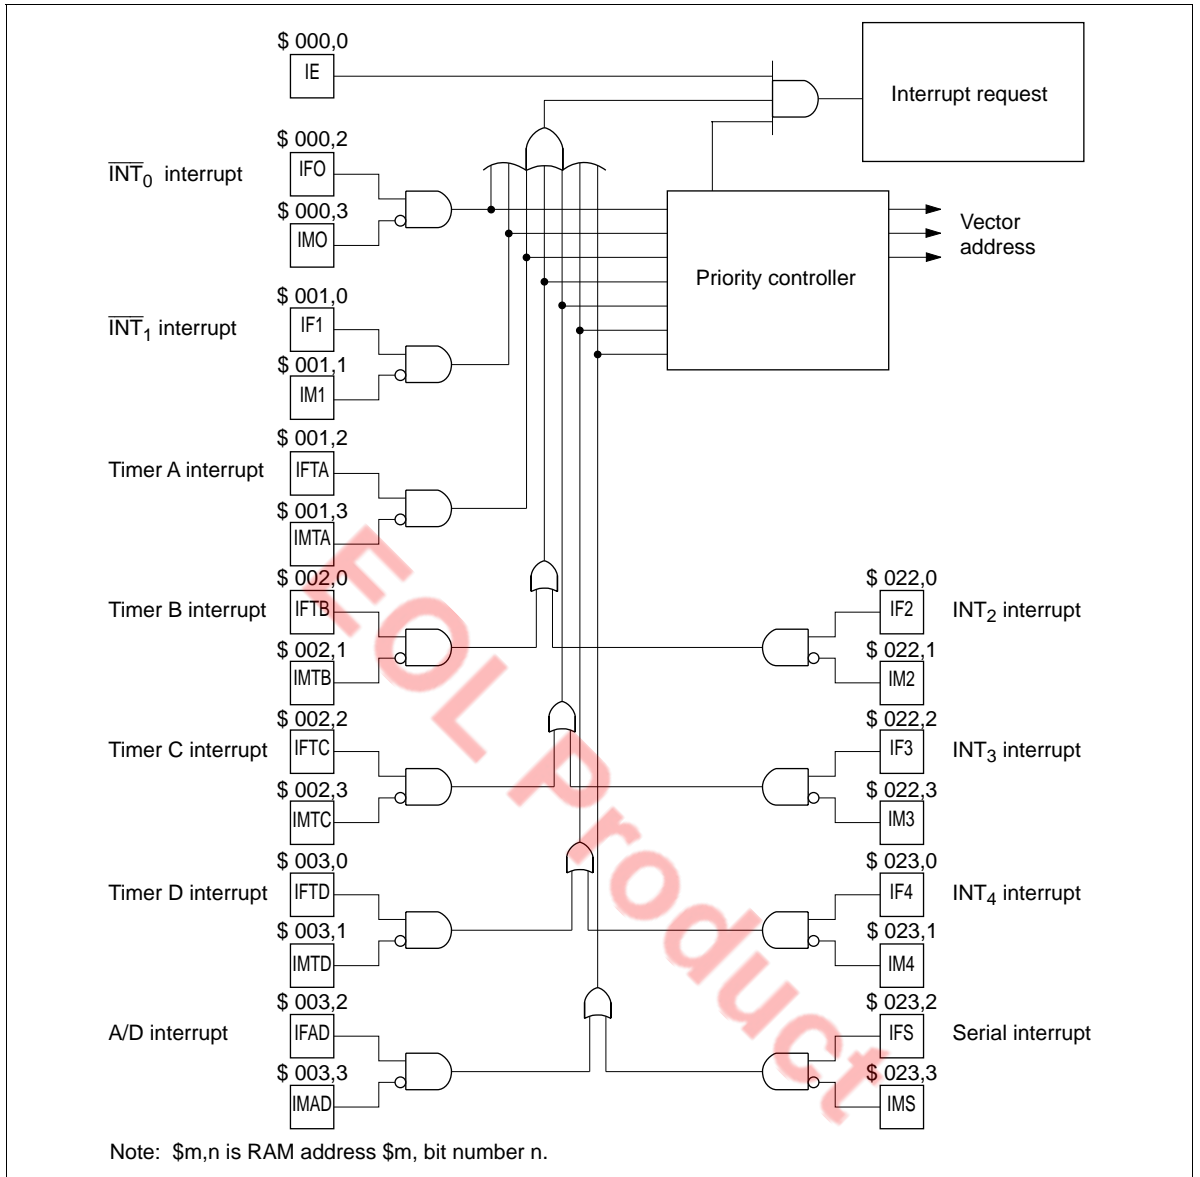 $ 000,0
IE
Interrupt request
$ 000,2
INT0 interrupt
IFO
$ 000,3
IMO
Priority controller
Vector
address
$ 001,0
INT1 interrupt
IF1
$ 001,1
IM1
$ 001,2
Timer A interrupt
IFTA
$ 001,3
IMTA
$ 002,0
Timer B interrupt
IFTB
$ 002,1
IMTB
$ 022,0
IF2
INT2 interrupt
$ 022,1
IM2
$ 002,2
Timer C interrupt
IFTC
$ 002,3
IMTC
$ 022,2
IF3
INT3 interrupt
$ 022,3
IM3
$ 003,0
Timer D interrupt
IFTD
$ 003,1
IMTD
$ 023,0
IF4
INT4 interrupt
$ 023,1
IM4
$ 003,2
A/D interrupt
IFAD
$ 003,3
IMAD
$ 023,2
IFS
Serial interrupt
$ 023,3
IMS
EOL Product
Note: $m,n is RAM address $m, bit number n.